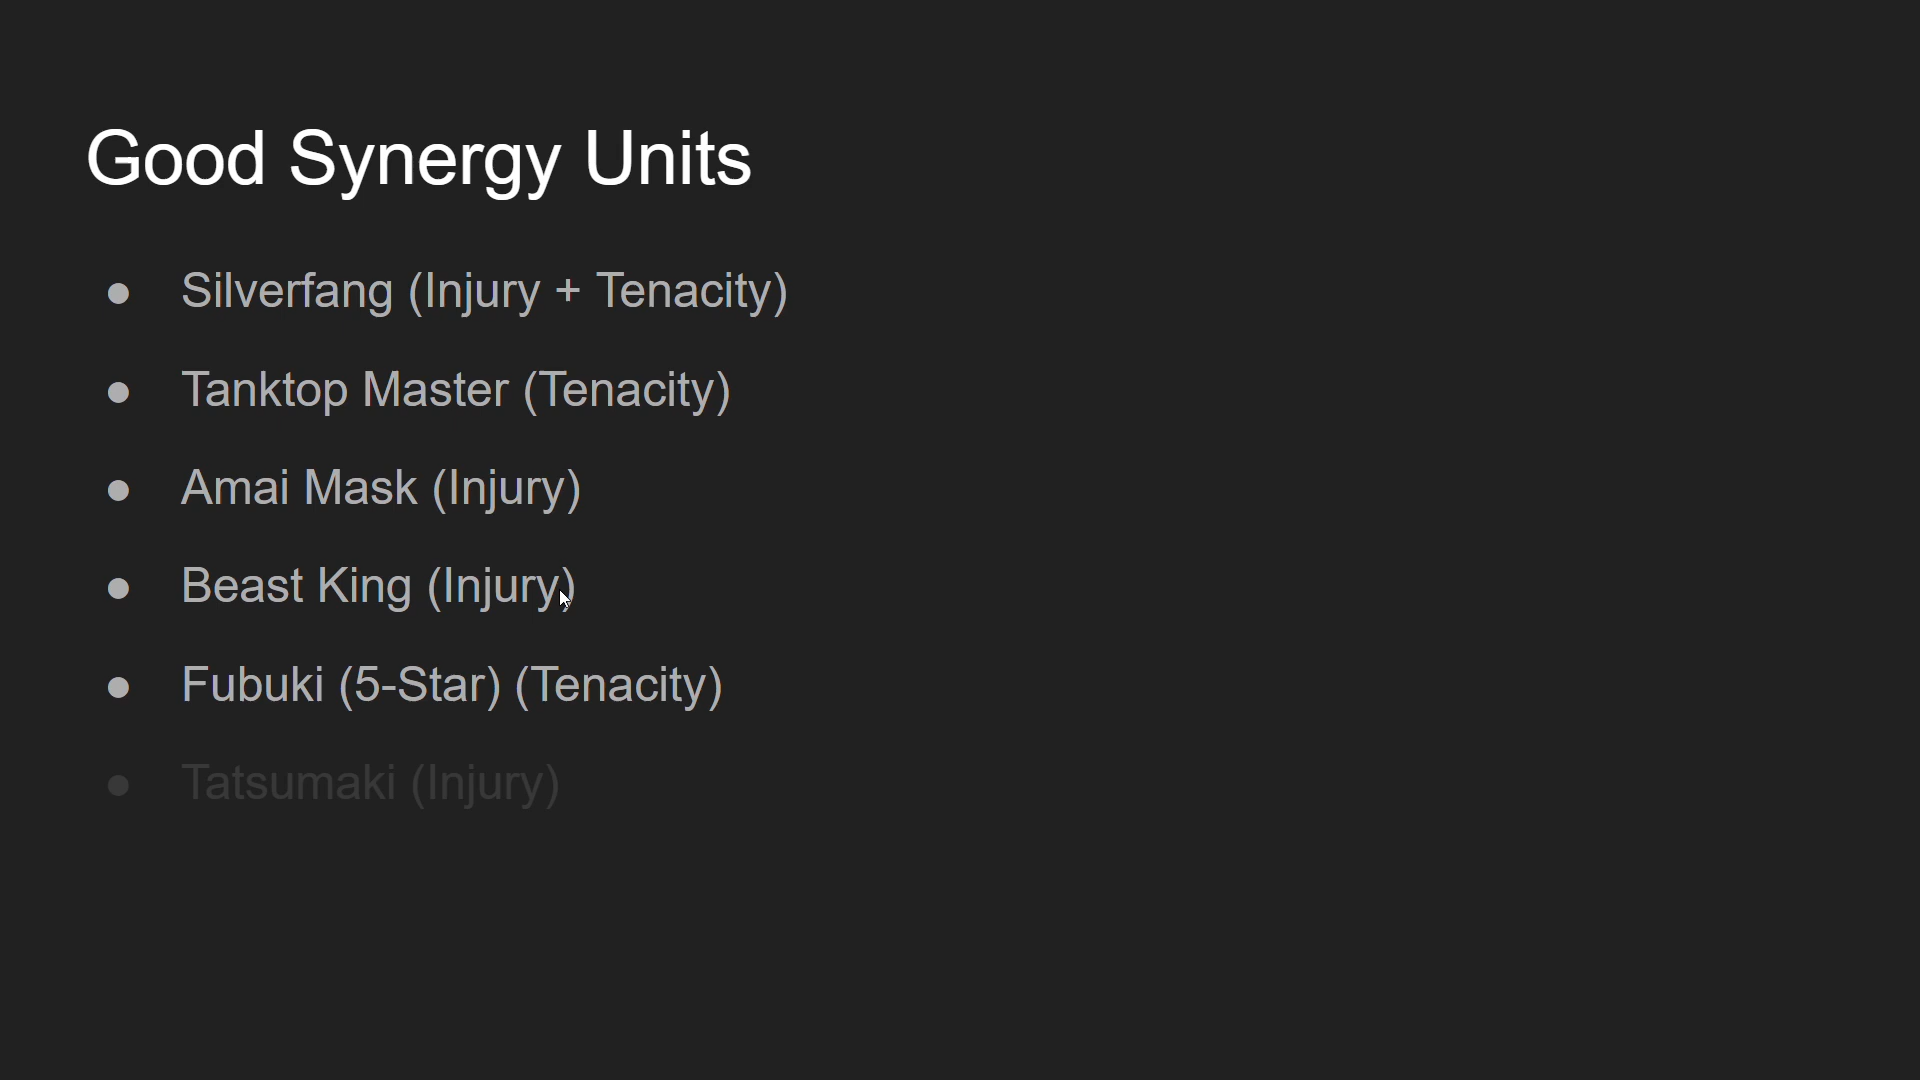 Good Synergy Units
● Silverfang (Injury + Tenacity)
● Tanktop Master (Tenacity)
● Amai Mask (Injury)
● Beast King (Injury)
● Fubuki (5-Star) (Tenacity)
● Tatsumaki (Injury)